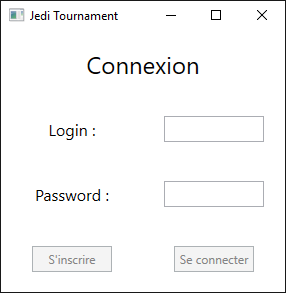 Jedi Tournament
Connexion
Login :
Password :
S'inscrire
Se connecter